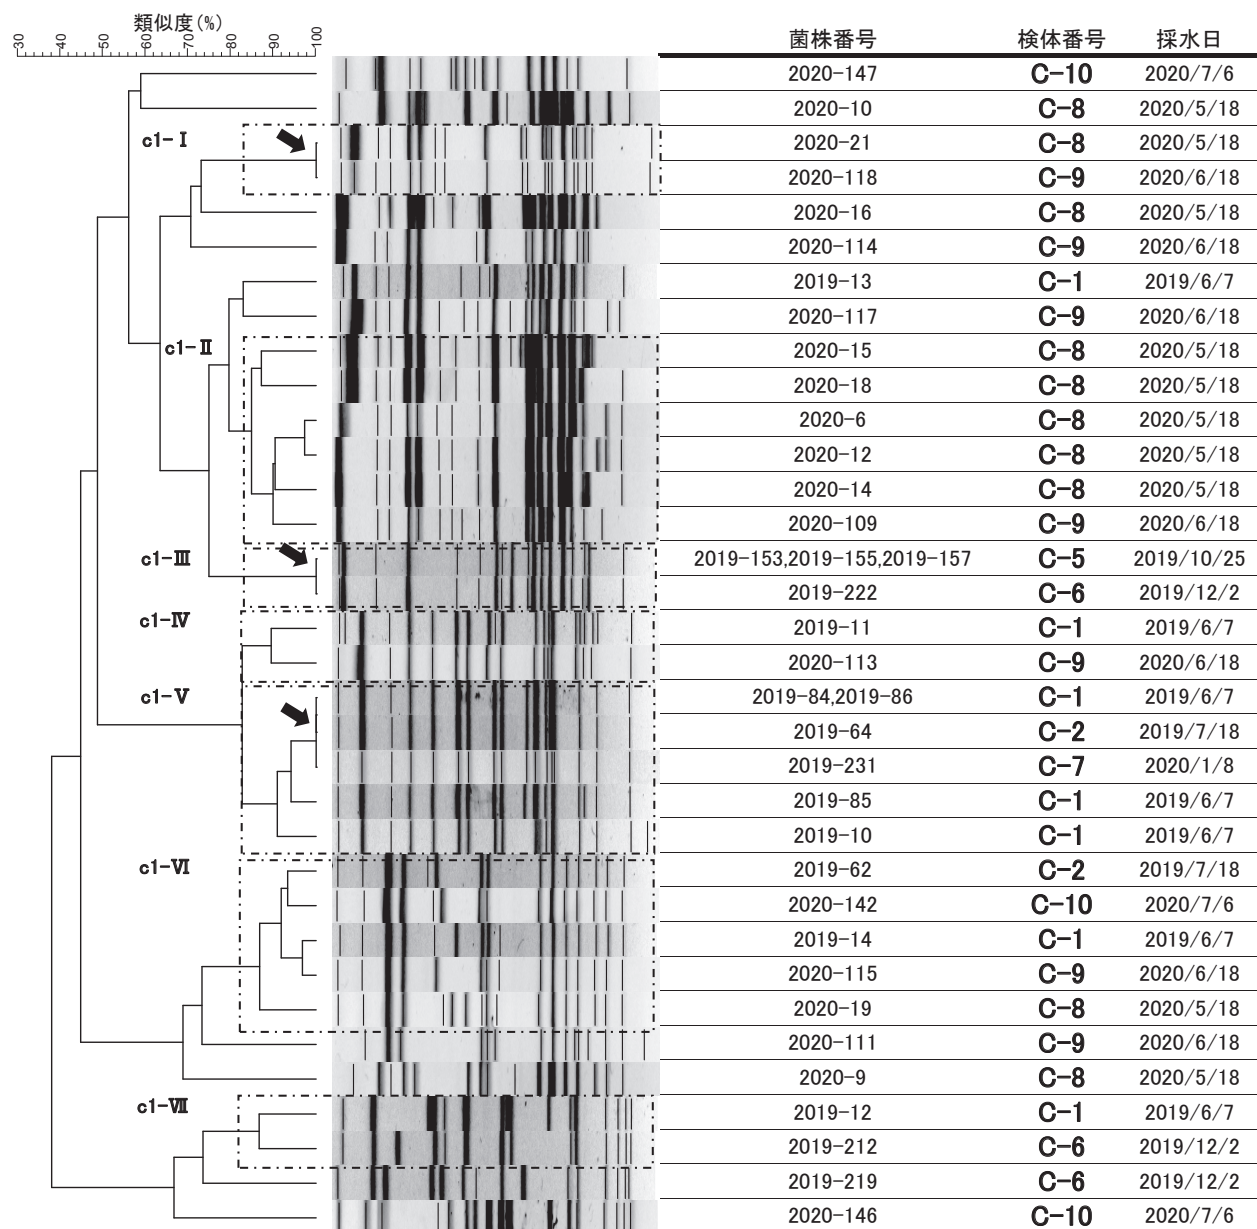 類似度(%)
30 40 50 60 70 80 90 100
菌株番号 検体番号 採水日
2020-147 C-10 2020/7/6
2020-10 C-8 2020/5/18
c1-Ⅰ
2020-21 C-8 2020/5/18
2020-118 C-9 2020/6/18
2020-16 C-8 2020/5/18
2020-114 C-9 2020/6/18
2019-13 C-1 2019/6/7
2020-117 C-9 2020/6/18
c1-Ⅱ
2020-15 C-8 2020/5/18
2020-18 C-8 2020/5/18
2020-6 C-8 2020/5/18
2020-12 C-8 2020/5/18
2020-14 C-8 2020/5/18
2020-109 C-9 2020/6/18
c1-Ⅲ
2019-153,2019-155,2019-157 C-5 2019/10/25
2019-222 C-6 2019/12/2
c1-Ⅳ
2019-11 C-1 2019/6/7
2020-113 C-9 2020/6/18
c1-Ⅴ
2019-84,2019-86 C-1 2019/6/7
2019-64 C-2 2019/7/18
2019-231 C-7 2020/1/8
2019-85 C-1 2019/6/7
2019-10 C-1 2019/6/7
c1-Ⅵ
2019-62 C-2 2019/7/18
2020-142 C-10 2020/7/6
2019-14 C-1 2019/6/7
2020-115 C-9 2020/6/18
2020-19 C-8 2020/5/18
2020-111 C-9 2020/6/18
2020-9 C-8 2020/5/18
c1-Ⅶ
2019-12 C-1 2019/6/7
2019-212 C-6 2019/12/2
2019-219 C-6 2019/12/2
2020-146 C-10 2020/7/6